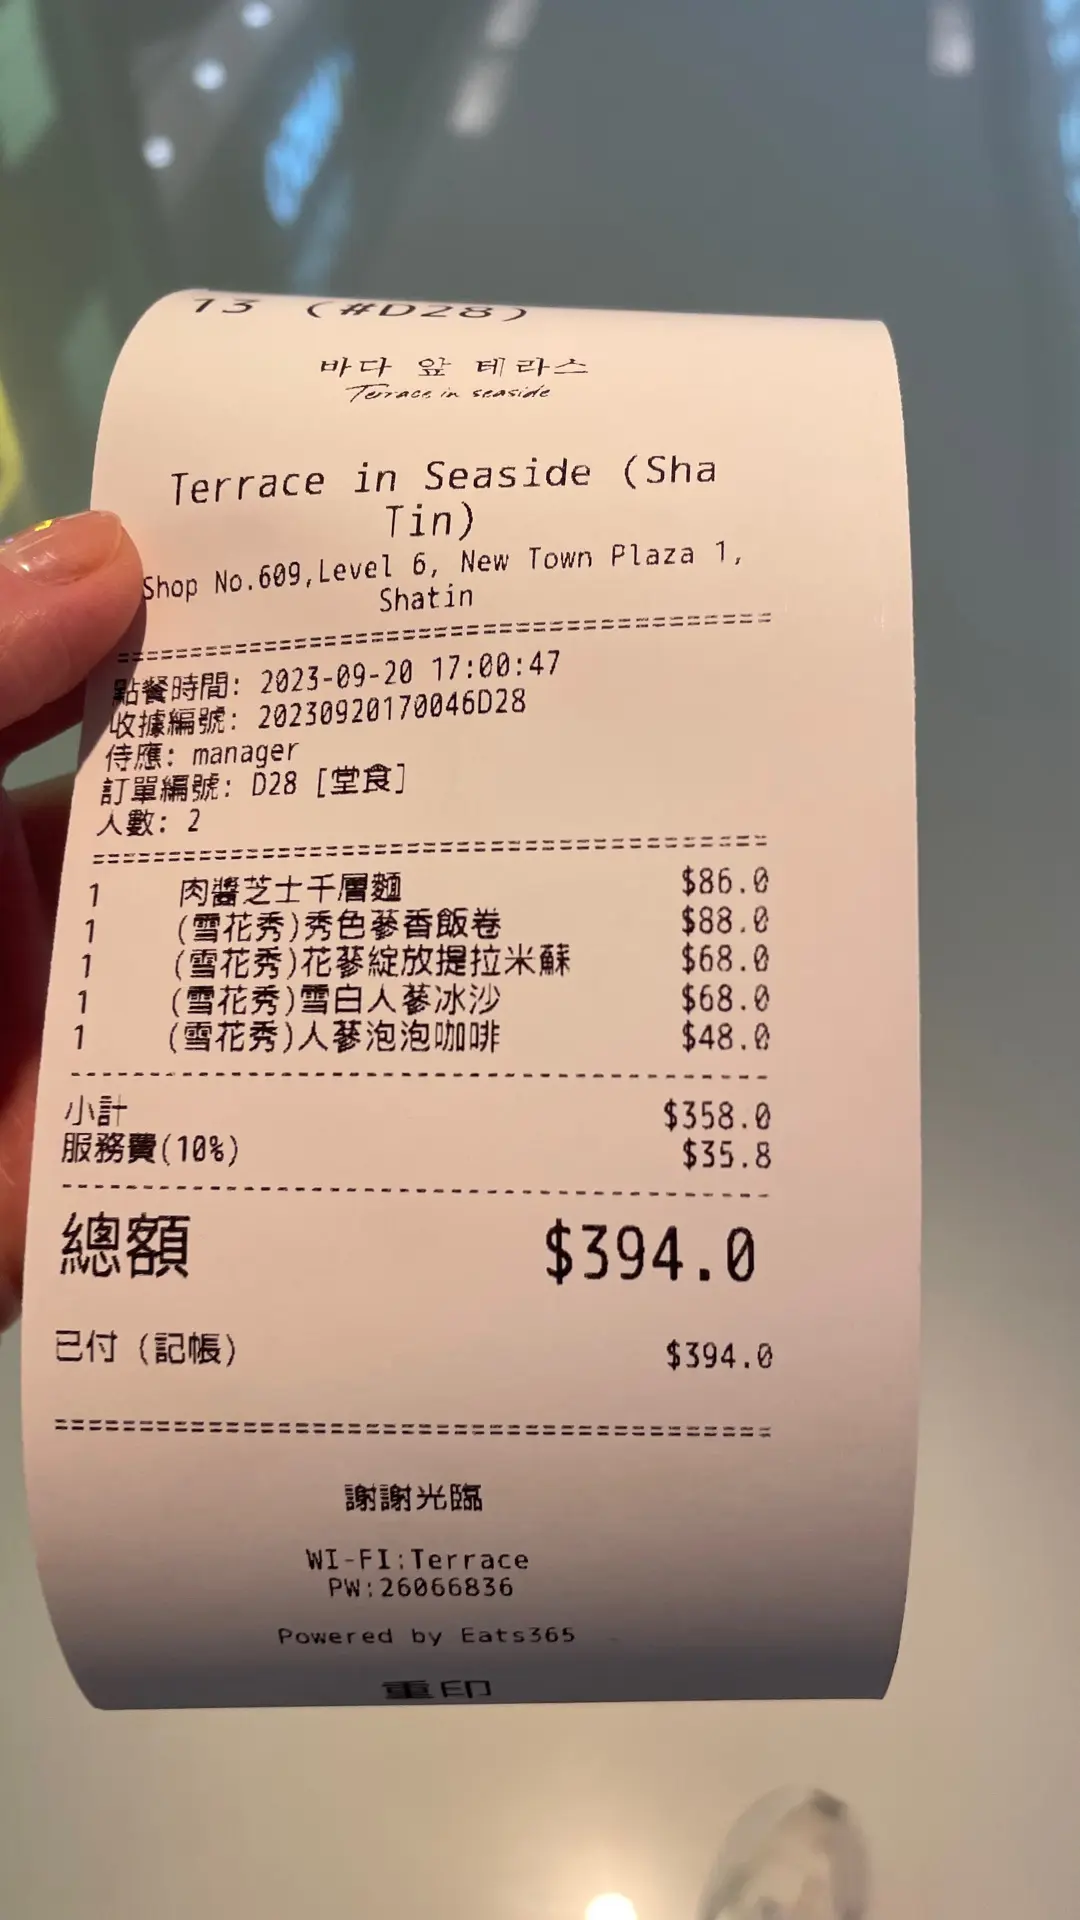 13 (#D28)
바다 앞 테라스
Terrace in seaside
Terrace in Seaside (Sha
Tin)
Shop No.609,Level 6, New Town Plaza 1,
Shatin
點餐時間: 2023-09-20 17:00:47
收據編號: 20230920170046D28
侍應: manager
訂單編號: D28 [堂食]
人數: 2
1 肉醬芝士千層麵 $86.0
1 (雪花秀)秀色蔘香飯卷 $88.0
1 (雪花秀)花蔘綻放提拉米蘇 $68.0
1 (雪花秀)雪白人蔘冰沙 $68.0
1 (雪花秀)人蔘泡泡咖啡 $48.0
小計 $358.0
服務費(10%) $35.8
總額 $394.0
已付 (記帳) $394.0
謝謝光臨
WI-FI:Terrace
PW:26066836
Powered by Eats365
重印